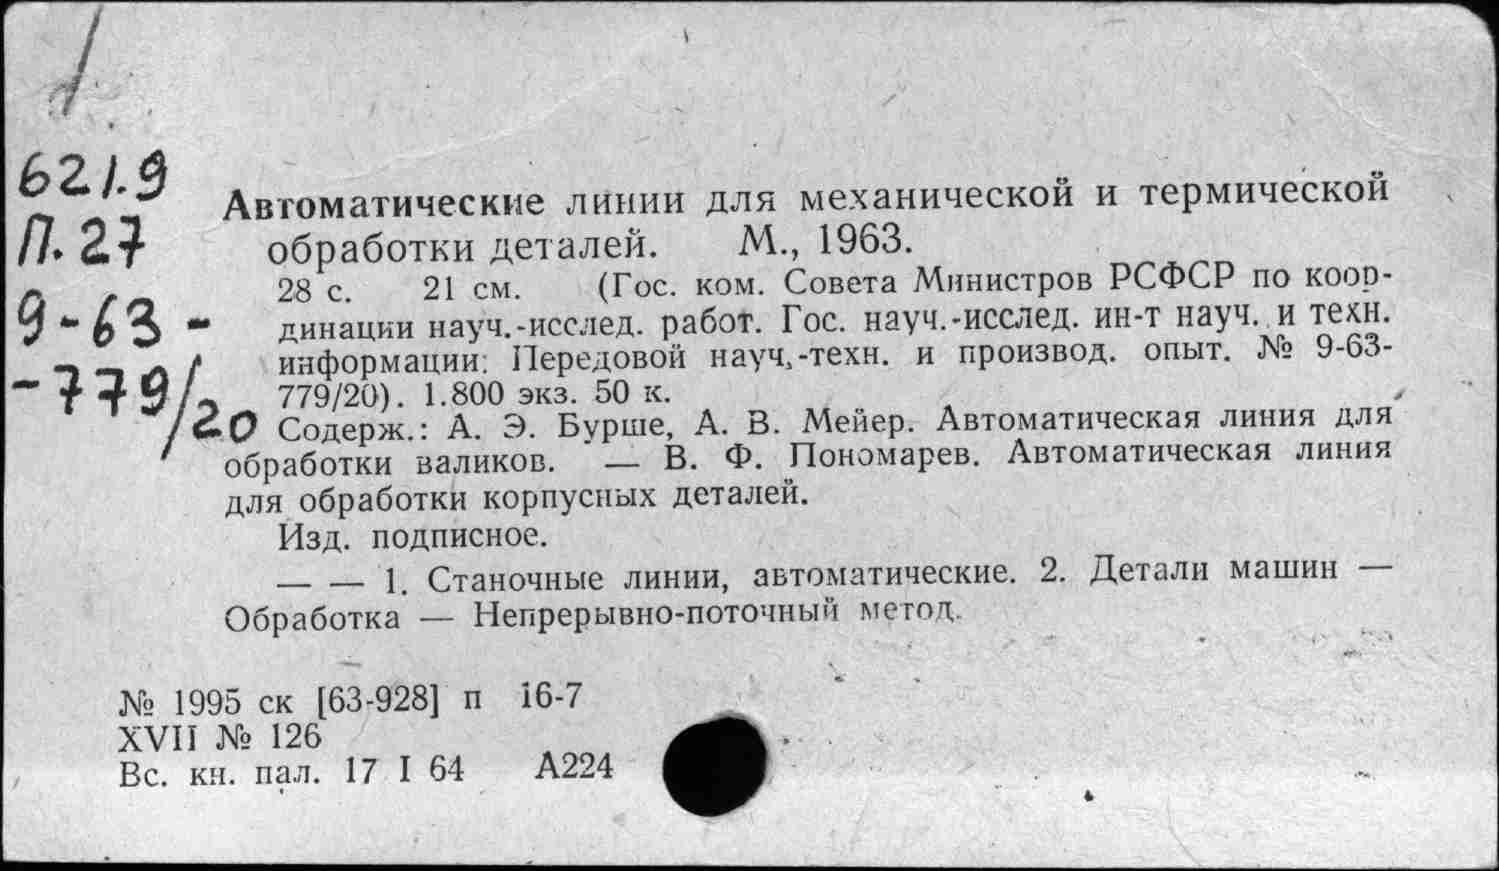 621.9
П.27
9-63-
-779/20
Автоматические линии для механической и термической
обработки деталей. М., 1963.
28 с. 21 см. (Гос. ком. Совета Министров РСФСР по коор-
динации науч.-исслед. работ. Гос. науч.-исслед. ин-т науч. и техн.
информации. Передовой науч.-техн. и производ. опыт. № 9-63-
779/20). 1.800 экз. 50 к.
Содерж.: А. Э. Бурше, А. В. Мейер. Автоматическая линия для
обработки валиков. — В. Ф. Пономарев. Автоматическая линия
для обработки корпусных деталей.
Изд. подписное.
— — 1. Станочные линии, автоматические. 2. Детали машин —
Обработка — Непрерывно-поточный метод.
№ 1995 ск [63-928] п 16-7
XVII № 126
Вс. кн. пал. 17 I 64 А224